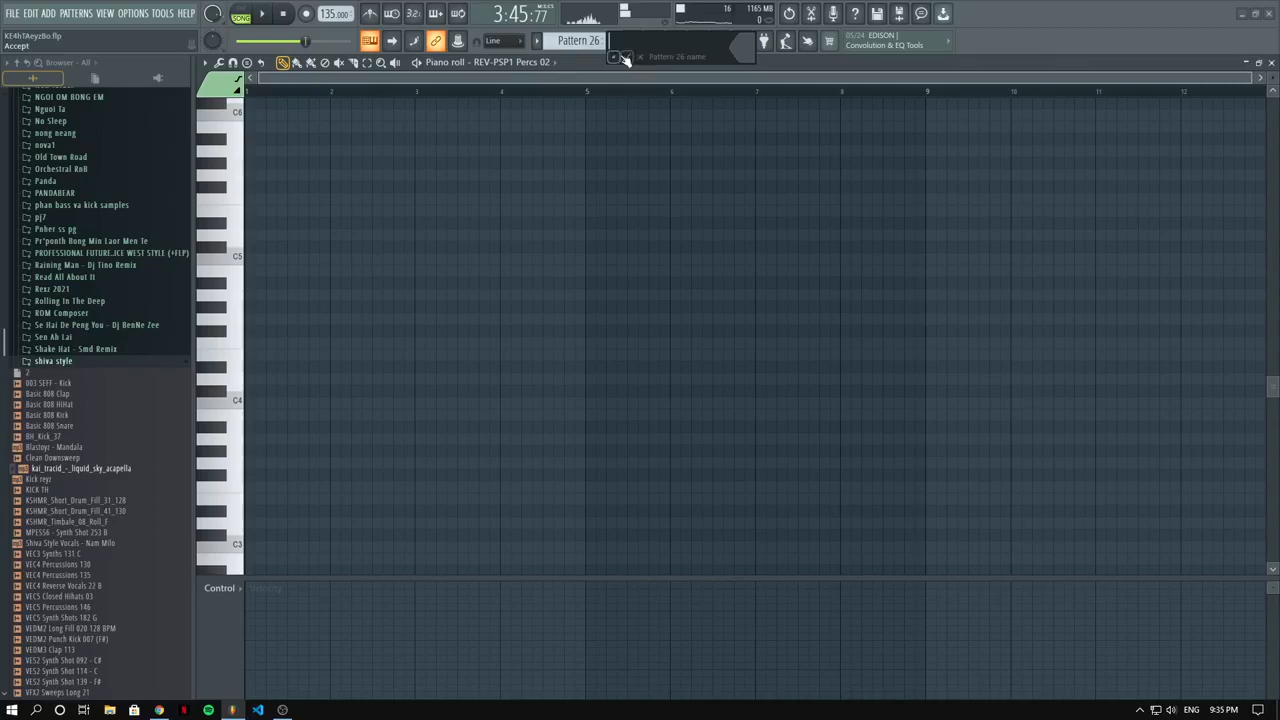 FILE EDIT ADD PATTERNS VIEW OPTIONS TOOLS HELP
SONG
135.000
3:45:77
16
1165 MB
0
KE4hTAeyzBo.flp
Accept
Line
Pattern 26
Pattern 26 name
05/24 EDISON |
Convolution & EQ Tools
Browser - All
Piano roll - REV-PSP1 Percs 02
NGOI OM BONG EM
Nguoi Ta
No Sleep
nong neang
nova1
Old Town Road
Orchestral RnB
Panda
PANDABEAR
phan bass va kick samples
pj7
Pnher ss pg
Pr'ponth Bong Min Laor Men Te
PROFESSIONAL FUTURE..ICE WEST STYLE (+FLP)
Raining Man - Dj Tino Remix
Read All About It
Rexz 2021
Rolling In The Deep
ROM Composer
Se Hai De Peng You - Dj BenNe Zee
Sen Ah Lai
Shake Hat - Smd Remix
shiva style
2
003 SEFF - Kick
Basic 808 Clap
Basic 808 HiHat
Basic 808 Kick
Basic 808 Snare
BH_Kick_37
Blastoyz - Mandala
Clean Downsweep
kai_tracid_-_liquid_sky_acapella
Kick reyz
KICK TH
KSHMR_Short_Drum_Fill_31_128
KSHMR_Short_Drum_Fill_41_130
KSHMR_Timbale_08_Roll_F
MPES56 - Synth Shot 253 B
Shiva Style Vocals - Nam Milo
VEC3 Synths 131 C
VEC4 Percussions 130
VEC4 Percussions 135
VEC4 Reverse Vocals 22 B
VEC5 Closed Hihats 03
VEC5 Percussions 146
VEC5 Synth Shots 182 G
VEDM2 Long Fill 020 128 BPM
VEDM2 Punch Kick 007 (F#)
VEDM3 Clap 113
VES2 Synth Shot 092 - C#
VES2 Synth Shot 114 - C
VES2 Synth Shot 139 - F#
VFX2 Sweeps Long 21
1 2 3 4 5 6 7 8 9 10 11 12
C6
C5
C4
C3
Control
Velocity
9:35 PM